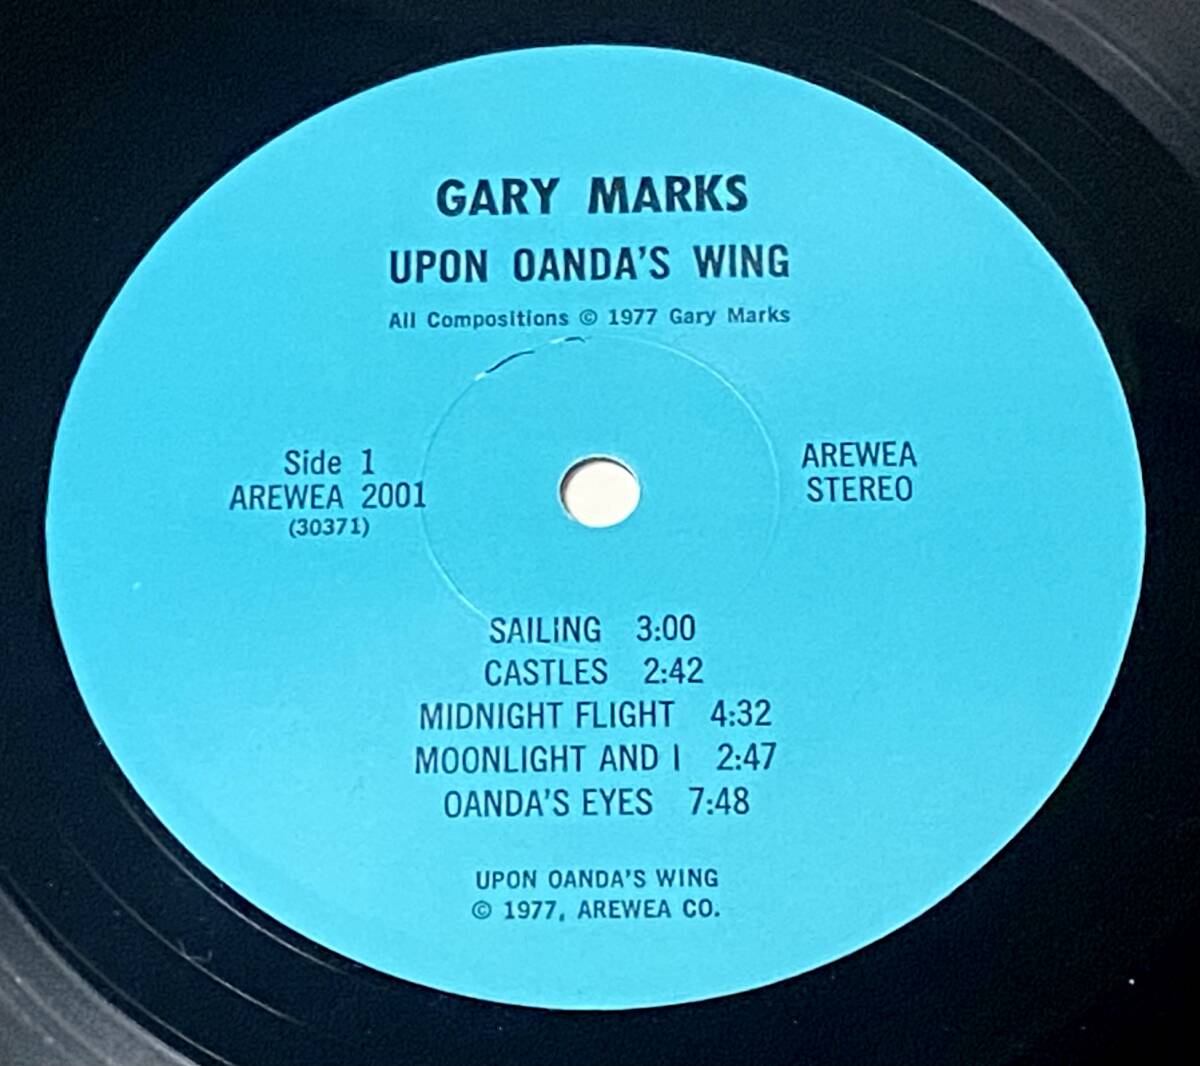 GARY MARKS
UPON OANDA'S WING
All Compositions © 1977 Gary Marks
Side 1
AREWEA 2001
(30371)
AREWEA
STEREO
SAILING 3:00
CASTLES 2:42
MIDNIGHT FLIGHT 4:32
MOONLIGHT AND I 2:47
OANDA'S EYES 7:48
UPON OANDA'S WING
© 1977, AREWEA CO.